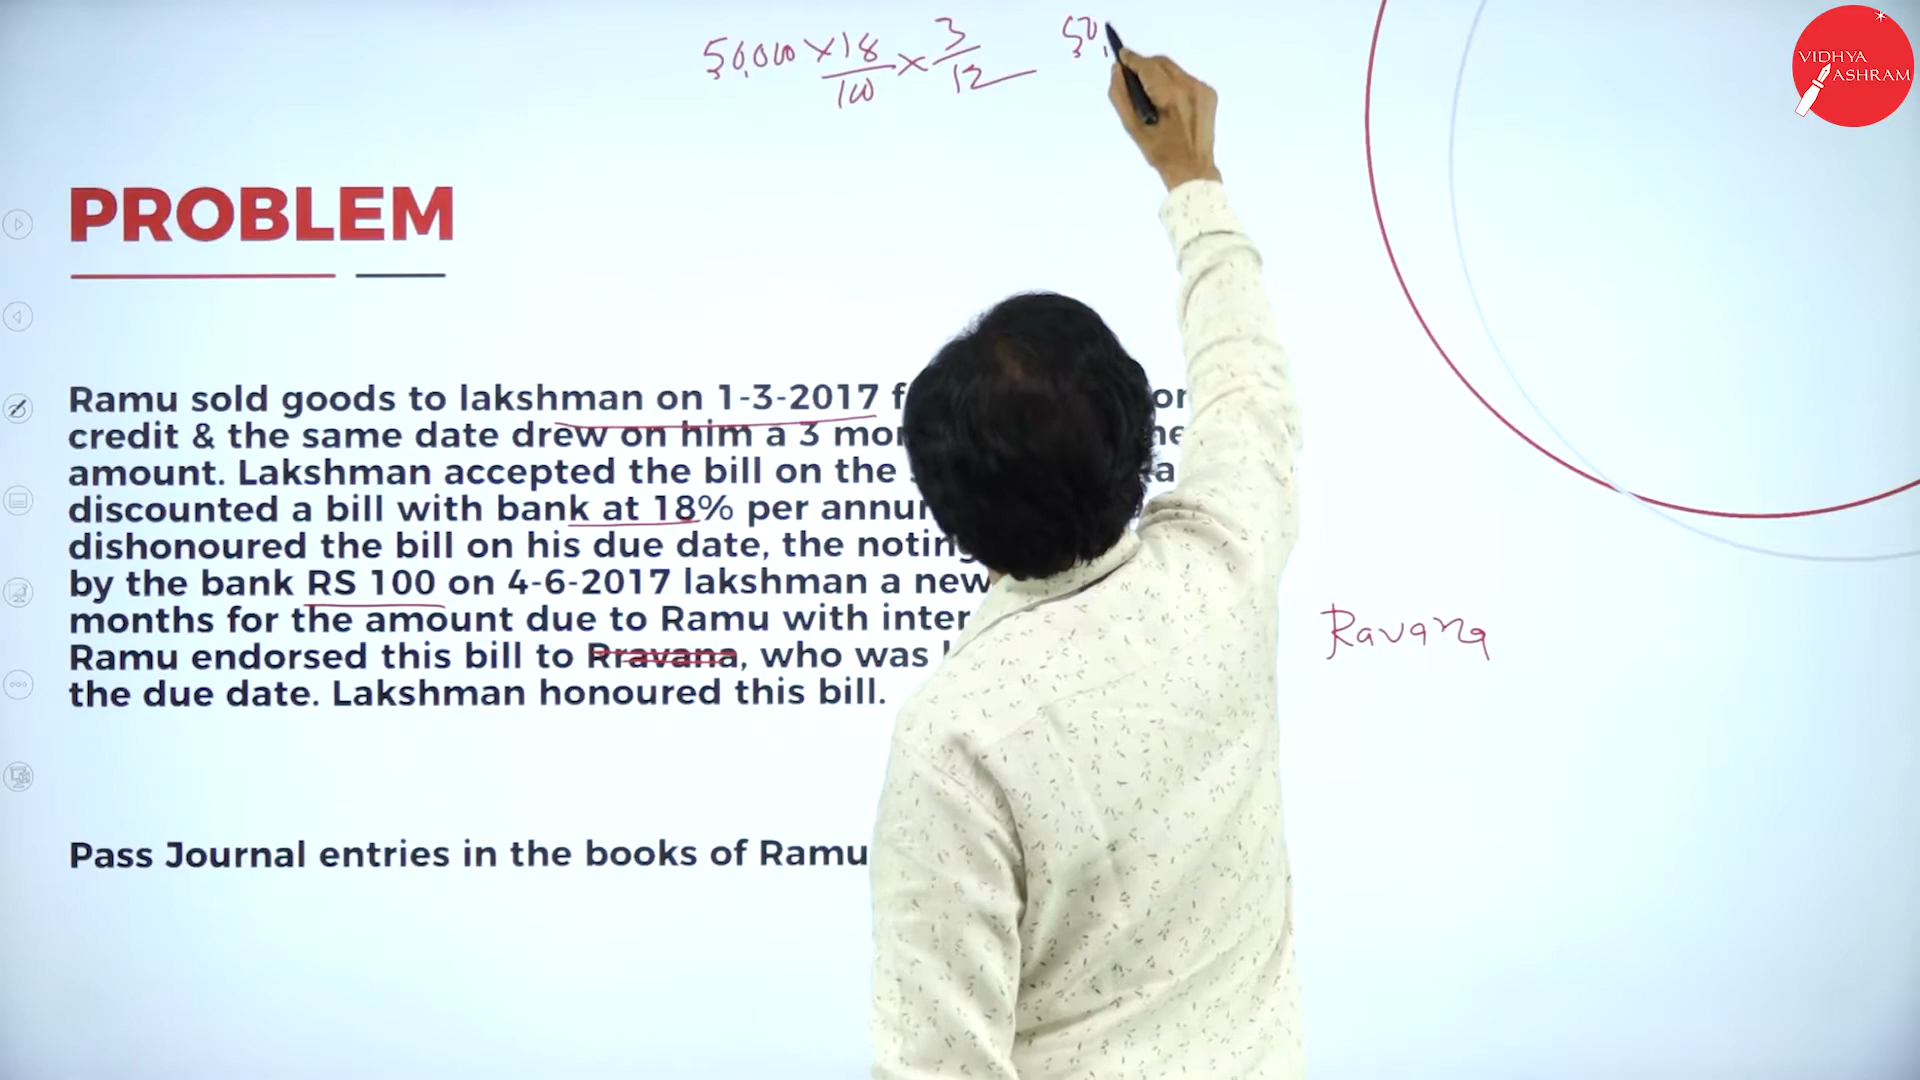 50,000 × 18/100 × 3/12 50,
VIDHYA
ASHRAM
PROBLEM
Ramu sold goods to lakshman on 1-3-2017
credit & the same date drew on him a 3
amount. Lakshman accepted the bill on the
discounted a bill with bank at 18% per
dishonoured the bill on his due date, the
by the bank RS 100 on 4-6-2017 lakshman a new
months for the amount due to Ramu with
Ramu endorsed this bill to Rravana, who was
Ravana
the due date. Lakshman honoured this bill.
Pass Journal entries in the books of Ramu